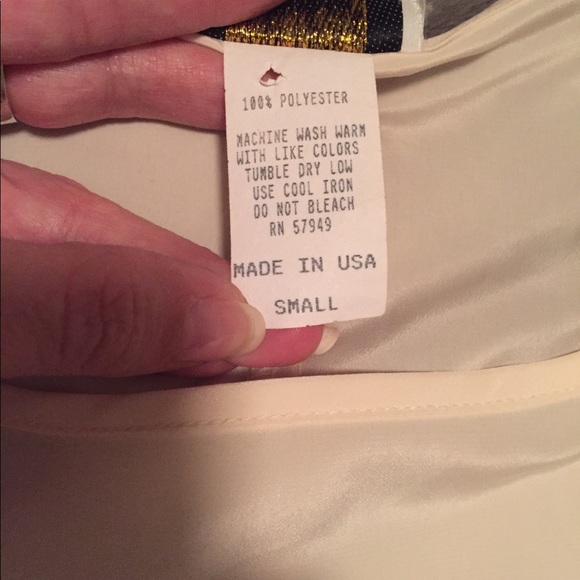 100% POLYESTER
MACHINE WASH WARM
WITH LIKE COLORS
TUMBLE DRY LOW
USE COOL IRON
DO NOT BLEACH
RN 57949
MADE IN USA
SMALL